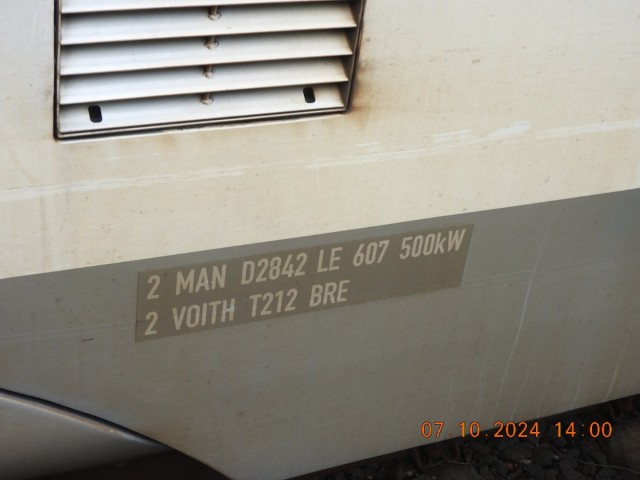 2 MAN D2842 LE 607 500kW
2 VOITH T212 BRE
07.10.2024 14:00